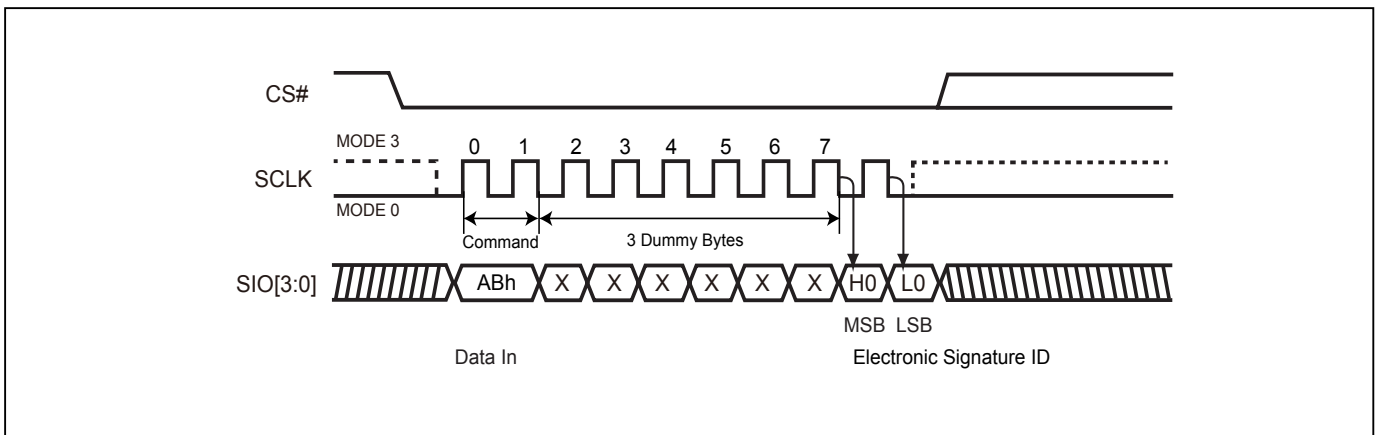 CS#
MODE 3
0 1 2 3 4 5 6 7
SCLK
MODE 0
Command 3 Dummy Bytes
SIO[3:0] ABh X X X X X X H0 L0
MSB LSB
Data In Electronic Signature ID